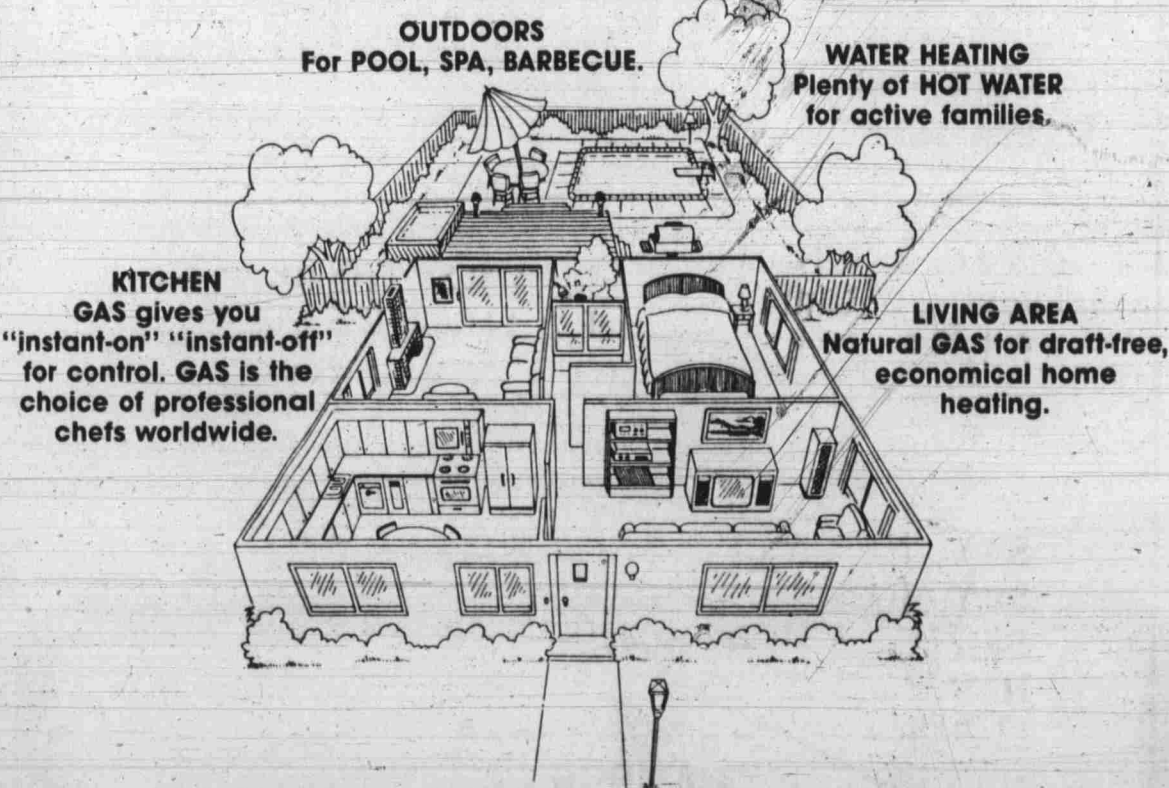 OUTDOORS
For POOL, SPA, BARBECUE.
WATER HEATING
Plenty of HOT WATER
for active families.
KITCHEN
GAS gives you
"instant-on" "instant-off"
for control. GAS is the
choice of professional
chefs worldwide.
LIVING AREA
Natural GAS for draft-free,
economical home
heating.